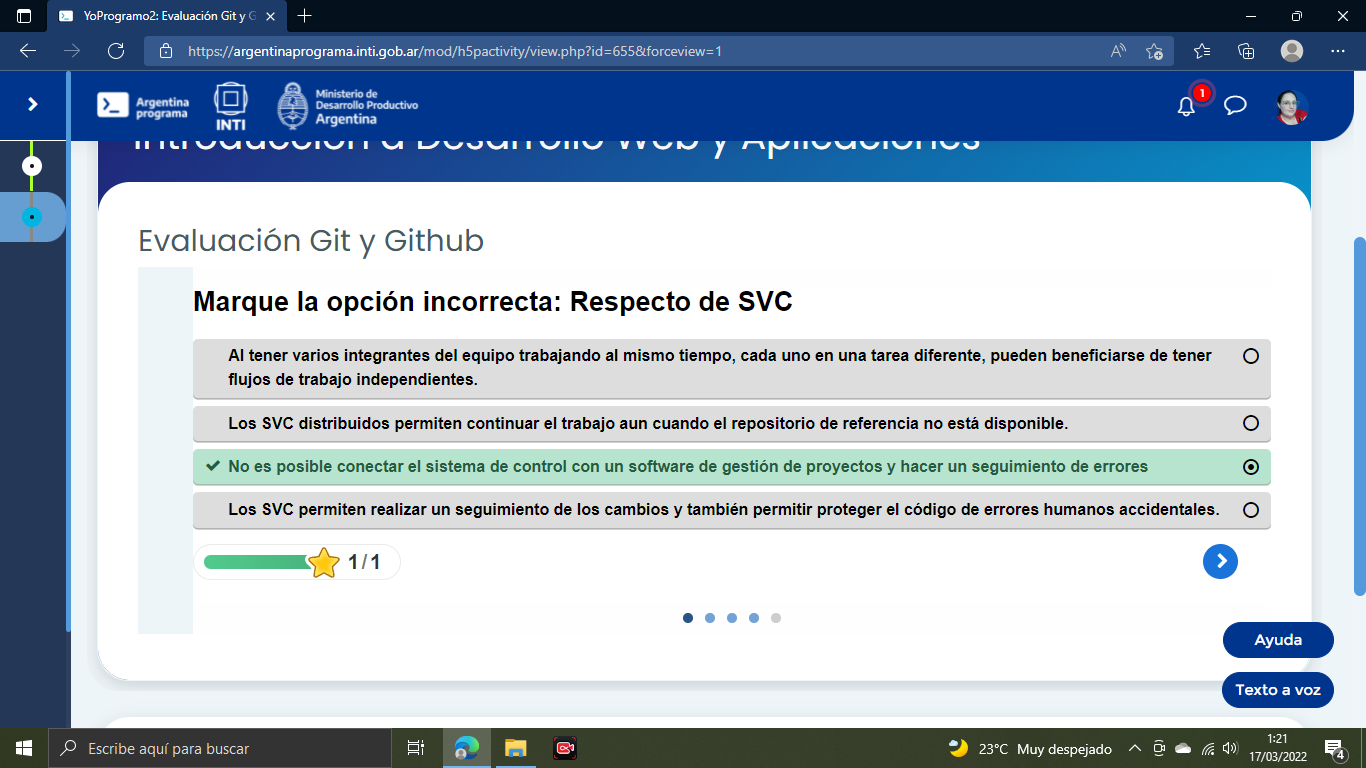 YoProgramo2: Evaluación Git y G
https://argentinaprograma.inti.gob.ar/mod/h5pactivity/view.php?id=655&forceview=1
Argentina
programa
INTI
Ministerio de
Desarrollo Productivo
Argentina
1
Introducción a Desarrollo Web y Aplicaciones
Evaluación Git y Github
Marque la opción incorrecta: Respecto de SVC
Al tener varios integrantes del equipo trabajando al mismo tiempo, cada uno en una tarea diferente, pueden beneficiarse de tener
flujos de trabajo independientes.
Los SVC distribuidos permiten continuar el trabajo aun cuando el repositorio de referencia no está disponible.
No es posible conectar el sistema de control con un software de gestión de proyectos y hacer un seguimiento de errores
Los SVC permiten realizar un seguimiento de los cambios y también permitir proteger el código de errores humanos accidentales.
1/1
Ayuda
Texto a voz
Escribe aquí para buscar
23°C Muy despejado
1:21
17/03/2022
4